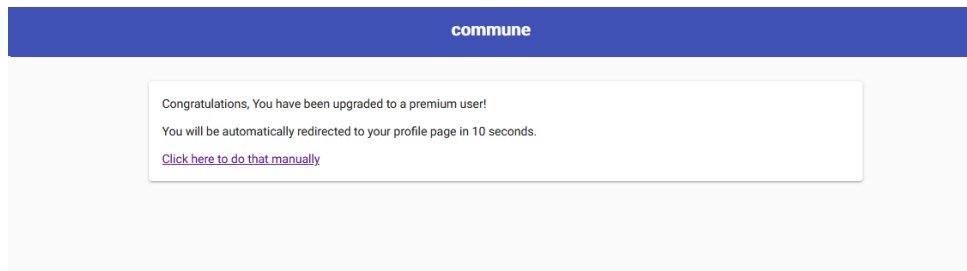 commune
Congratulations, You have been upgraded to a premium user!
You will be automatically redirected to your profile page in 10 seconds.
Click here to do that manually